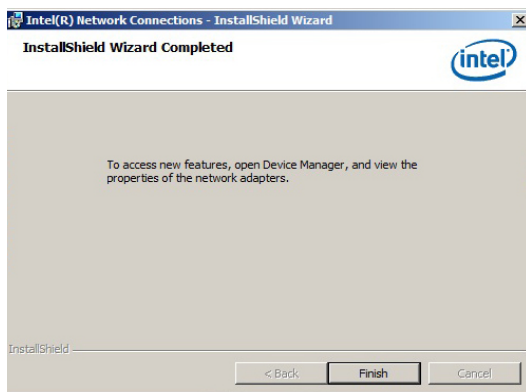 Intel(R) Network Connections - InstallShield Wizard
InstallShield Wizard Completed
intel
To access new features, open Device Manager, and view the
properties of the network adapters.
InstallShield
< Back
Finish
Cancel